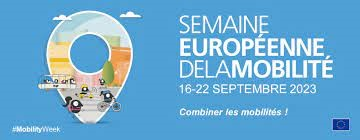 SEMAINE
EUROPÉENNE
DELAMOBILITÉ
16-22 SEPTEMBRE 2023
Combiner les mobilités !
#MobilityWeek